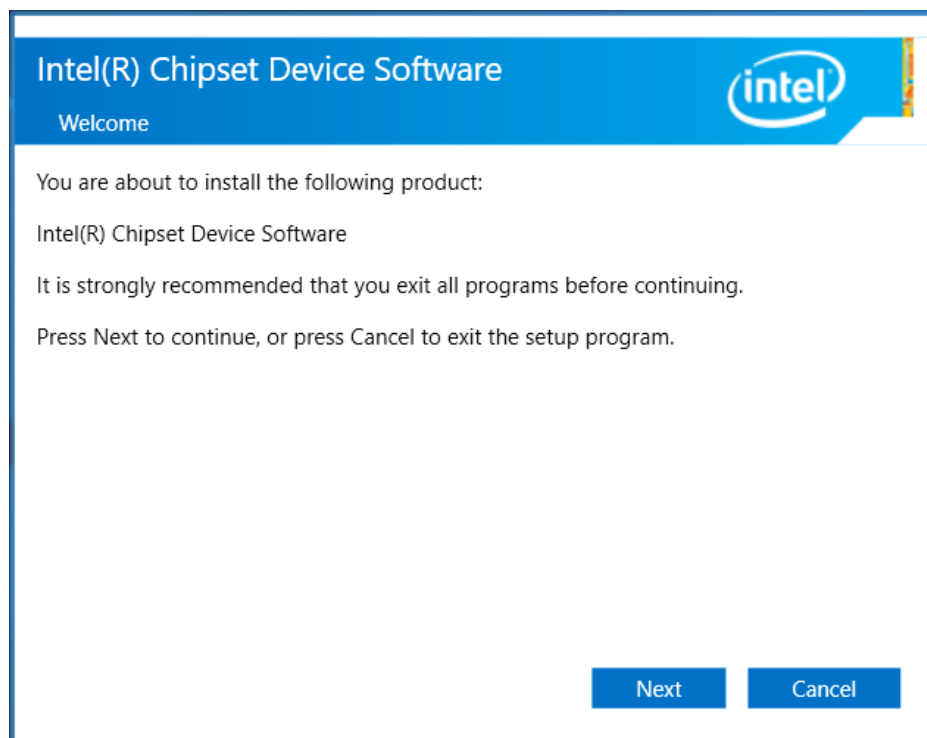 Intel(R) Chipset Device Software
intel
Welcome
You are about to install the following product:
Intel(R) Chipset Device Software
It is strongly recommended that you exit all programs before continuing.
Press Next to continue, or press Cancel to exit the setup program.
Next
Cancel